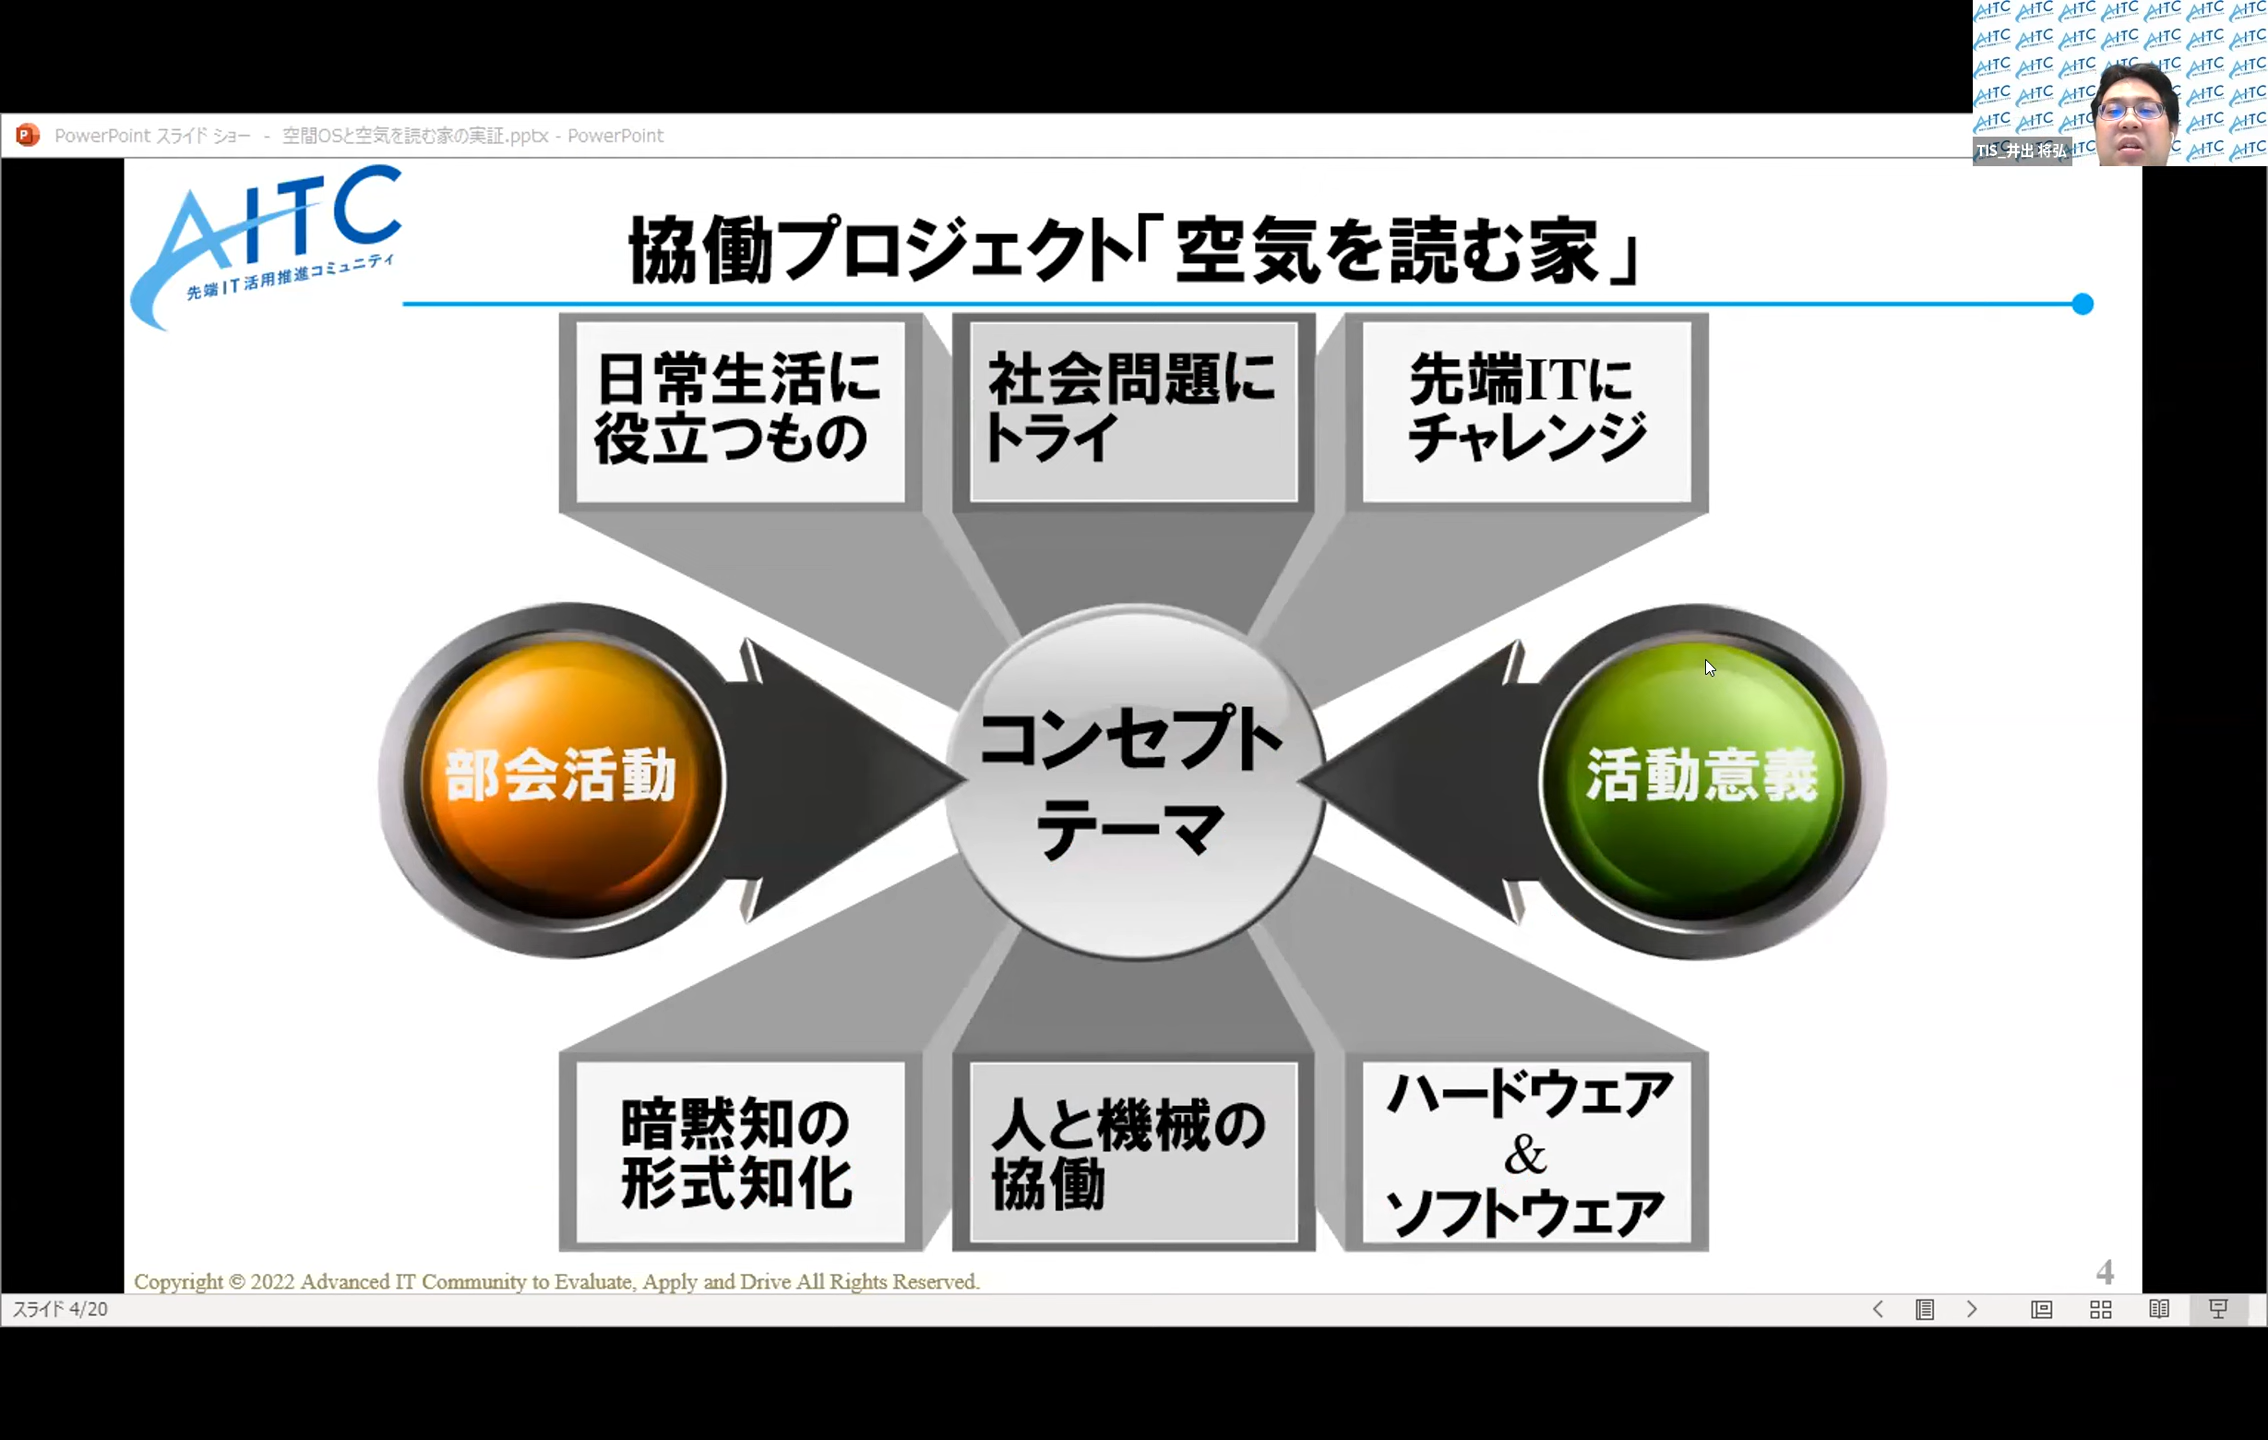 PowerPoint スライド ショー - 空間OSと空気を読む家の実証.pptx - PowerPoint
TIS_井出 将弘
AITC
先端IT活用推進コミュニティ
協働プロジェクト「空気を読む家」
日常生活に
役立つもの
社会問題に
トライ
先端ITに
チャレンジ
部会活動
コンセプト
テーマ
活動意義
暗黙知の
形式知化
人と機械の
協働
ハードウェア
&
ソフトウェア
Copyright © 2022 Advanced IT Community to Evaluate, Apply and Drive All Rights Reserved.
4
スライド 4/20